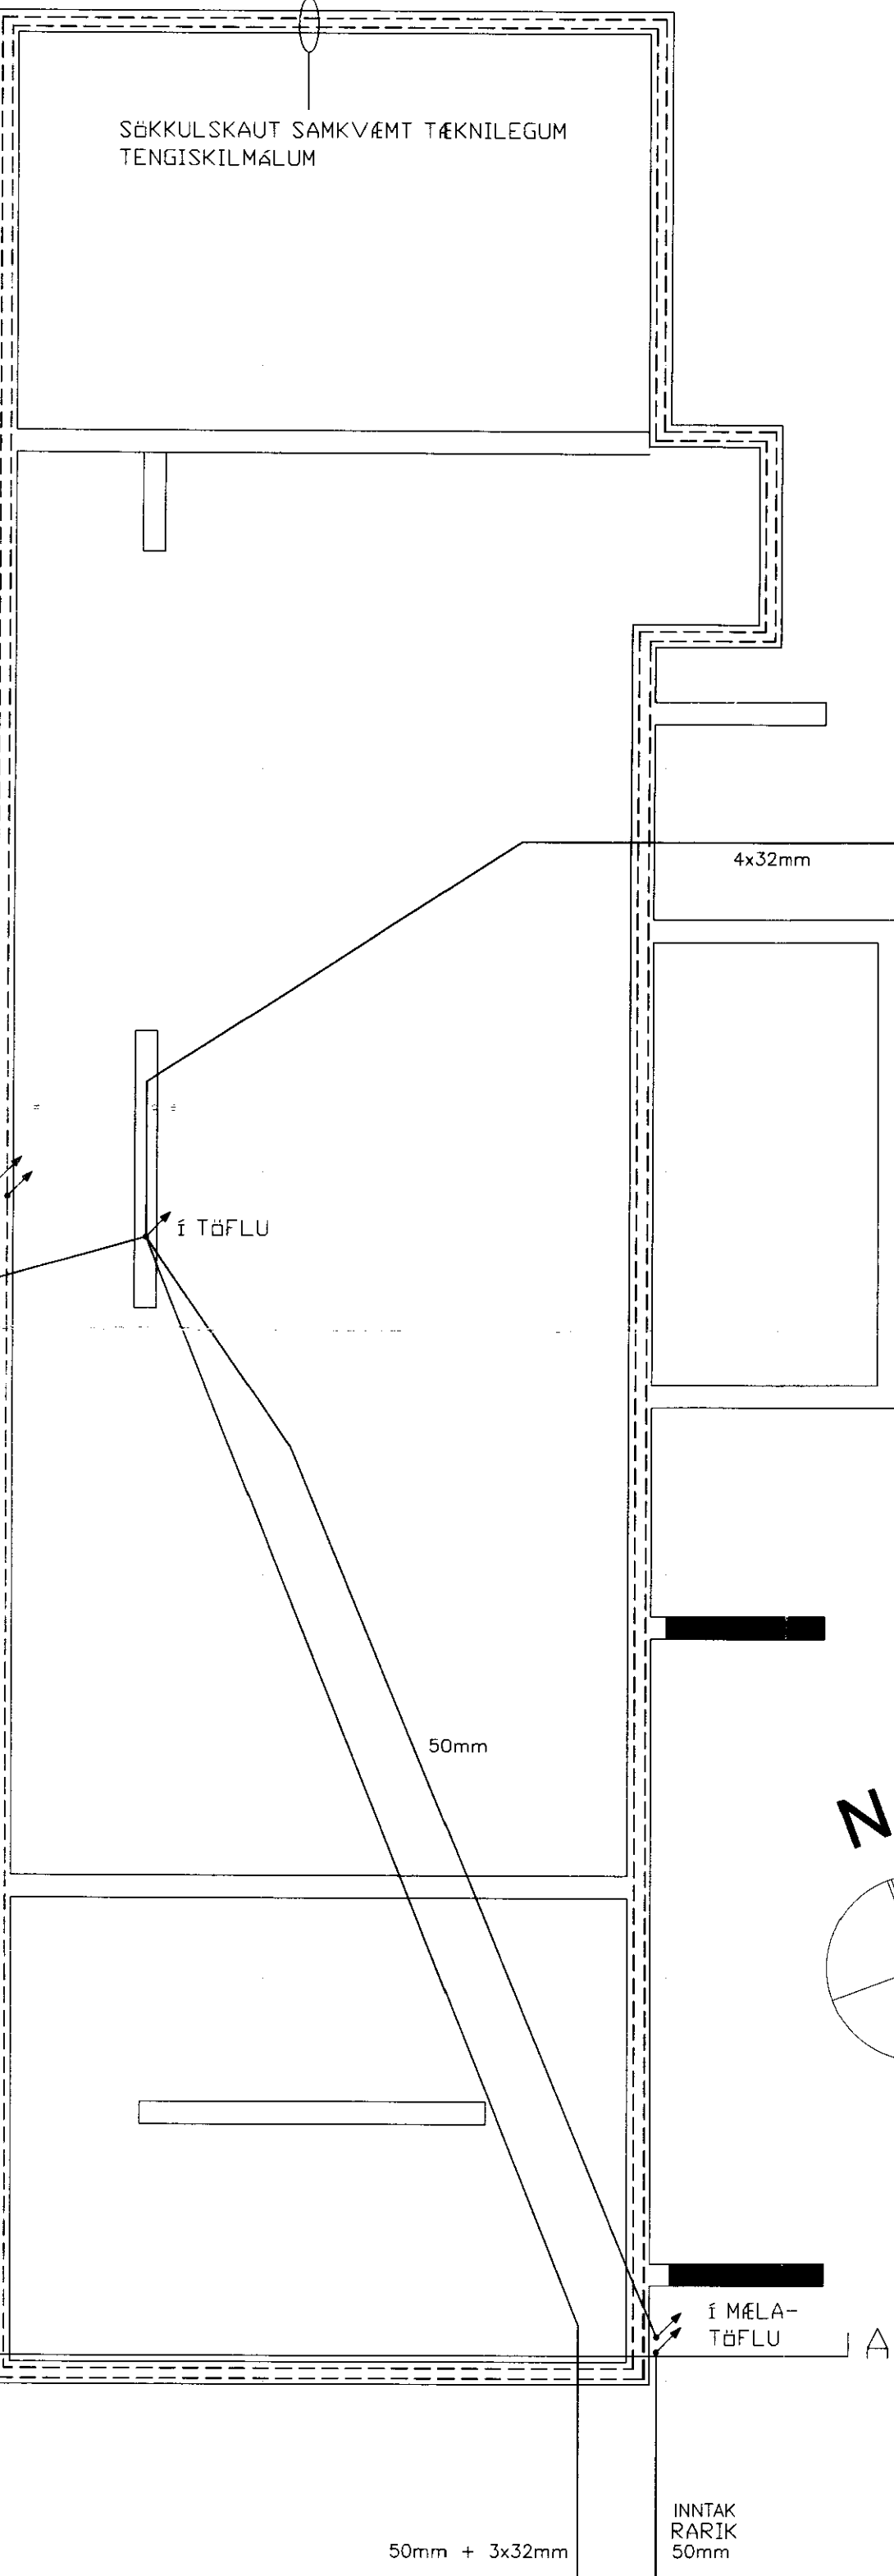 SÖKKULSKAUT SAMKVÆMT TÆKNILEGUM
TENGISKILMÁLUM
4x32mm
Í TÖFLU
50mm
N
Í MÆLA-
TÖFLU
A
INNTAK
RARIK
50mm
50mm + 3x32mm